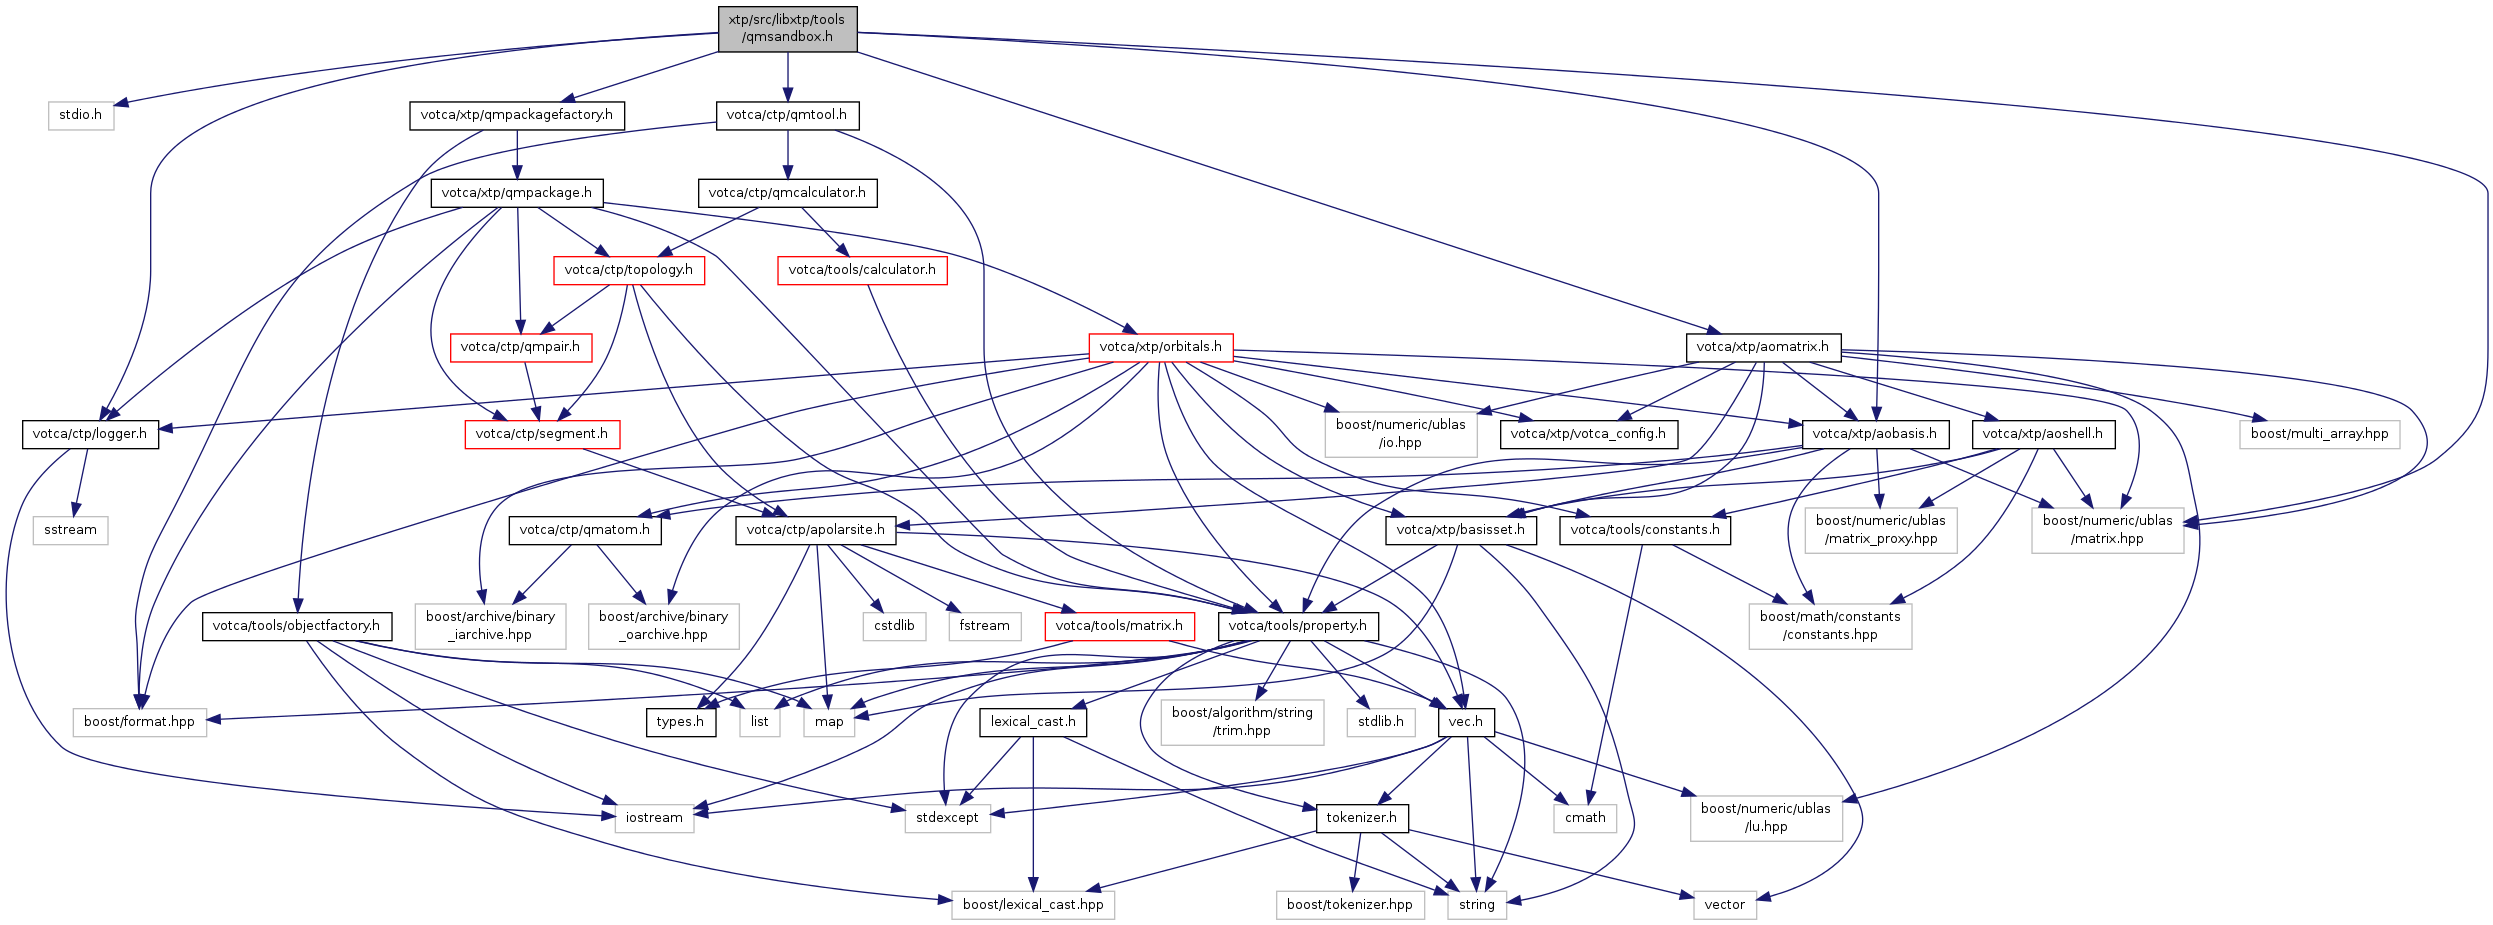 xtp/src/libxtp/tools
/qmsandbox.h
stdio.h
votca/xtp/qmpackagefactory.h
votca/ctp/qmtool.h
votca/xtp/qmpackage.h
votca/ctp/qmcalculator.h
votca/ctp/topology.h
votca/tools/calculator.h
votca/ctp/qmpair.h
votca/xtp/orbitals.h
votca/xtp/aomatrix.h
votca/ctp/logger.h
votca/ctp/segment.h
boost/numeric/ublas
/io.hpp
votca/xtp/votca_config.h
votca/xtp/aobasis.h
votca/xtp/aoshell.h
boost/multi_array.hpp
sstream
votca/ctp/qmatom.h
votca/ctp/apolarsite.h
votca/xtp/basisset.h
votca/tools/constants.h
boost/numeric/ublas
/matrix_proxy.hpp
boost/numeric/ublas
/matrix.hpp
votca/tools/objectfactory.h
boost/archive/binary
_iarchive.hpp
boost/archive/binary
_oarchive.hpp
cstdlib
fstream
votca/tools/matrix.h
votca/tools/property.h
boost/math/constants
/constants.hpp
boost/format.hpp
types.h
list
map
lexical_cast.h
boost/algorithm/string
/trim.hpp
stdlib.h
vec.h
iostream
stdexcept
tokenizer.h
cmath
boost/numeric/ublas
/lu.hpp
boost/lexical_cast.hpp
boost/tokenizer.hpp
string
vector